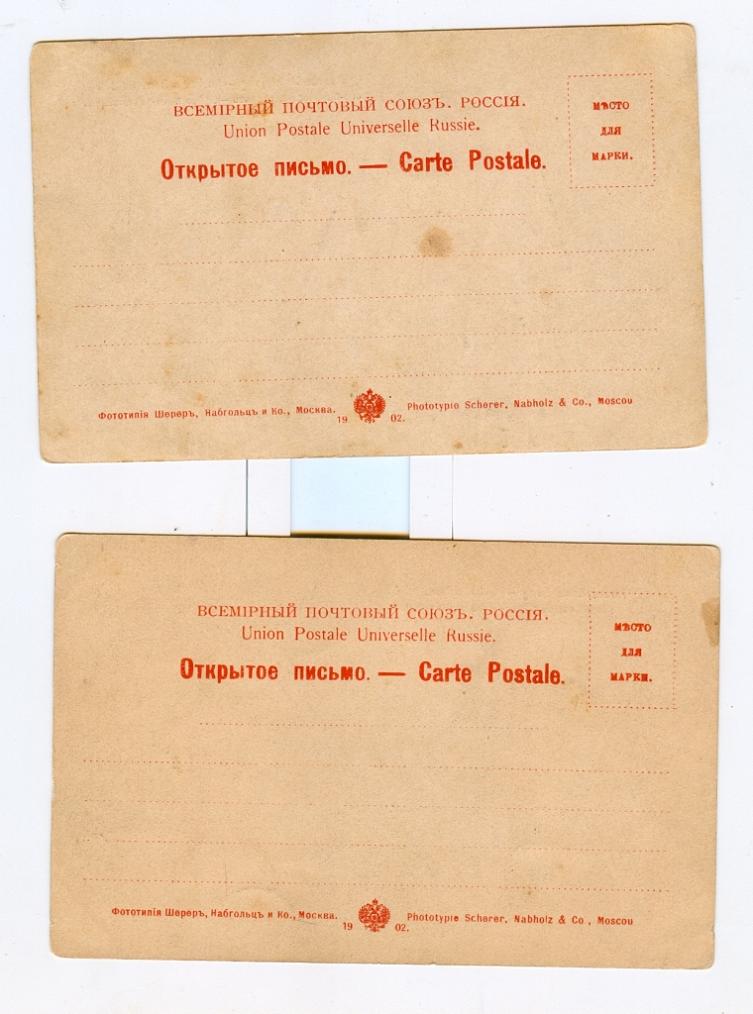 ВСЕМІРНЫЙ ПОЧТОВЫЙ СОЮЗЪ. РОССІЯ.
Union Postale Universelle Russie.
Открытое письмо. — Carte Postale.
МѢСТО
ДЛЯ
МАРКИ.
Фототипія Шереръ, Набгольцъ и Ко., Москва. 19 02. Phototypie Scherer, Nabholz & Co., Moscou
ВСЕМІРНЫЙ ПОЧТОВЫЙ СОЮЗЪ. РОССІЯ.
Union Postale Universelle Russie.
Открытое письмо. — Carte Postale.
МѢСТО
ДЛЯ
МАРКИ.
Фототипія Шереръ, Набгольцъ и Ко., Москва. 19 02. Phototypie Scherer, Nabholz & Co., Moscou